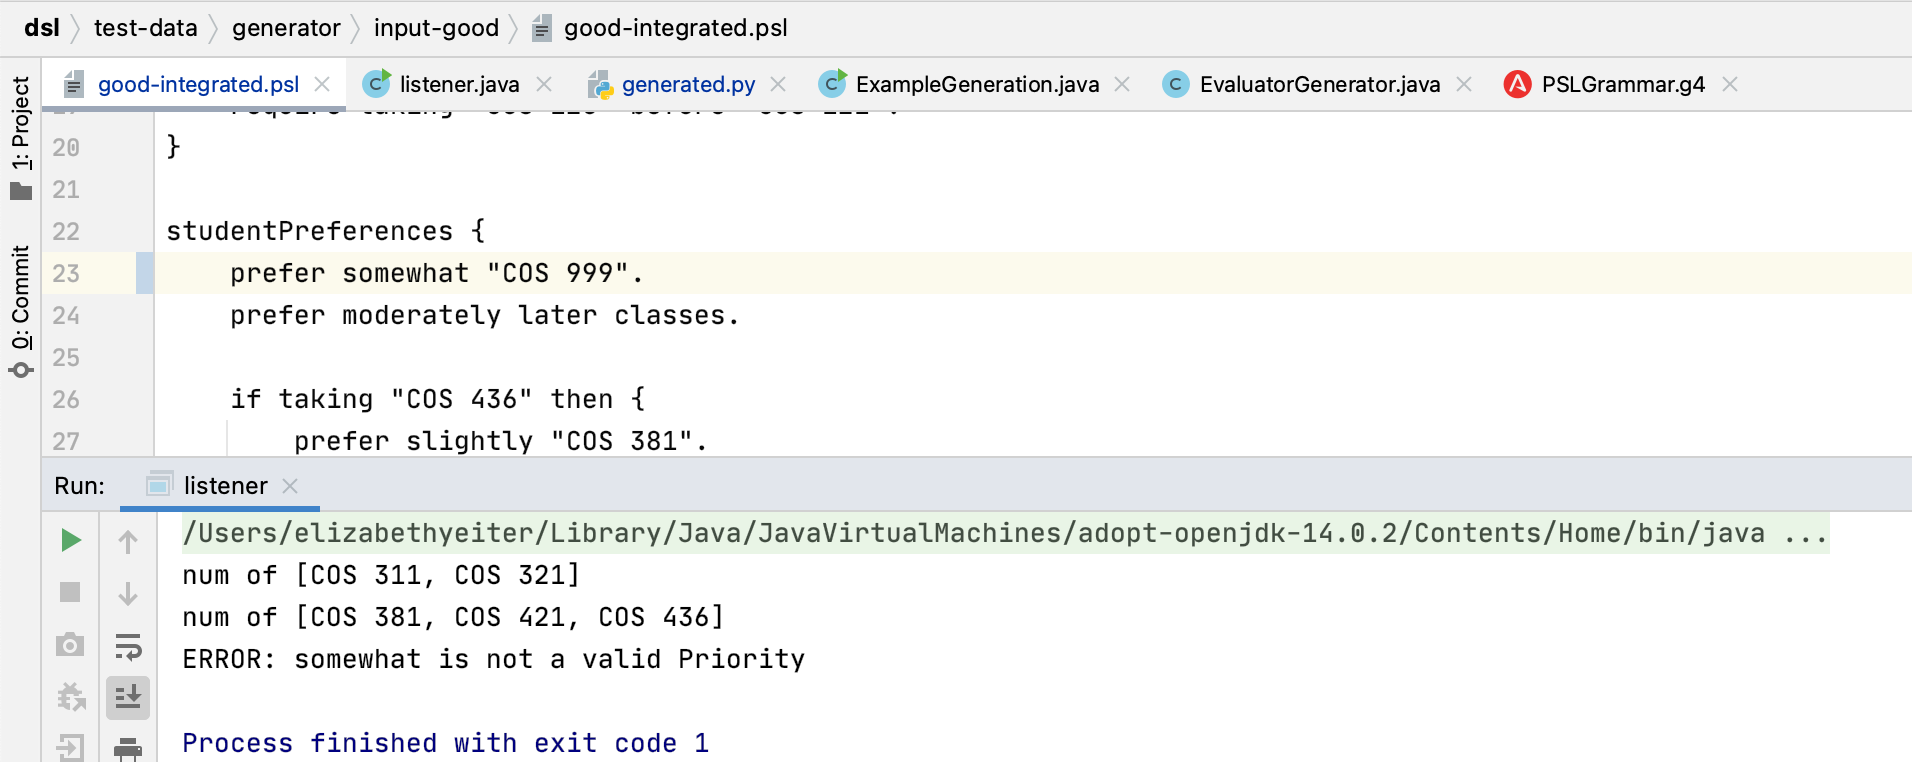 dsl test-data generator input-good good-integrated.psl
good-integrated.psl listener.java generated.py ExampleGeneration.java EvaluatorGenerator.java PSLGrammar.g4
1: Project
0: Commit
20 }
21
22 studentPreferences {
23 prefer somewhat "COS 999".
24 prefer moderately later classes.
25
26 if taking "COS 436" then {
27 prefer slightly "COS 381".
Run: listener
/Users/elizabethyeiter/Library/Java/JavaVirtualMachines/adopt-openjdk-14.0.2/Contents/Home/bin/java ...
num of [COS 311, COS 321]
num of [COS 381, COS 421, COS 436]
ERROR: somewhat is not a valid Priority
Process finished with exit code 1